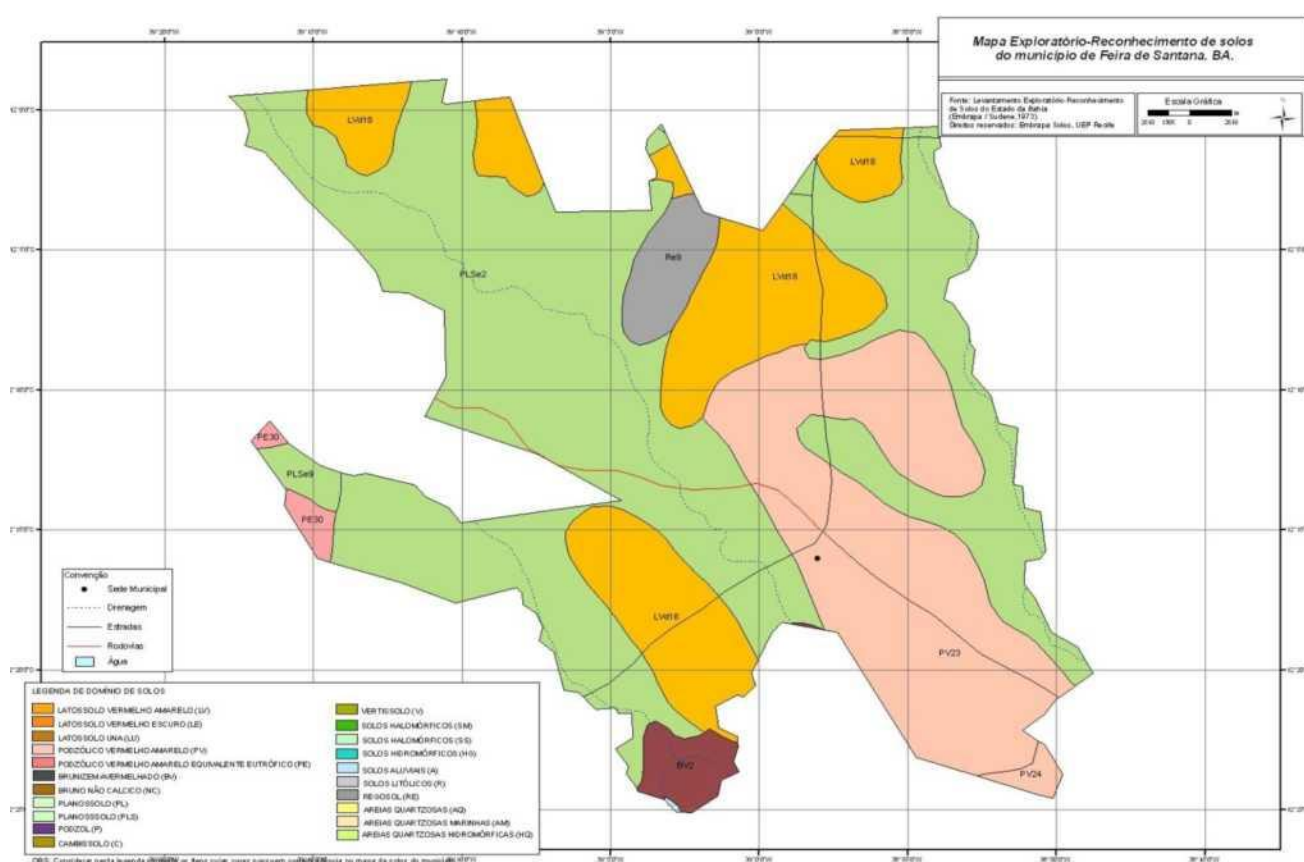 Mapa Exploratório-Reconhecimento de solos
do município de Feira de Santana, BA.
Fonte: Levantamento Exploratório-Reconhecimento
de Solos do Estado da Bahia
(Embrapa / Sudene, 1973)
Direitos reservados: Embrapa Solos, UEP Recife
Escala Gráfica
LVd18
LVd18
Re9
LVd18
PLSe2
PE30
PLSe9
PE30
LVd18
PV23
PV24
BV2
Convenção
Sede Municipal
Drenagem
Estradas
Rodovias
Água
LEGENDA DE DOMÍNIO DE SOLOS
LATOSSOLO VERMELHO AMARELO (LV)
LATOSSOLO VERMELHO ESCURO (LE)
LATOSSOLO UNA (LU)
PODZÓLICO VERMELHO AMARELO (PV)
PODZÓLICO VERMELHO AMARELO EQUIVALENTE EUTRÓFICO (PE)
BRUNIZEM AVERMELHADO (BV)
BRUNO NÃO CALCICO (NC)
PLANOSSOLO (PL)
PLANOSSSOLO (PLS)
PODZOL (P)
CAMBISSOLO (C)
VERTISSOLO (V)
SOLOS HALOMÓRFICOS (SM)
SOLOS HALOMÓRFICOS (SS)
SOLOS HIDROMÓRFICOS (HG)
SOLOS ALUVIAIS (A)
SOLOS LITÓLICOS (R)
REGOSOL (RE)
AREIAS QUARTZOSAS (AQ)
AREIAS QUARTZOSAS MARINHAS (AM)
AREIAS QUARTZOSAS HIDROMÓRFICAS (HQ)